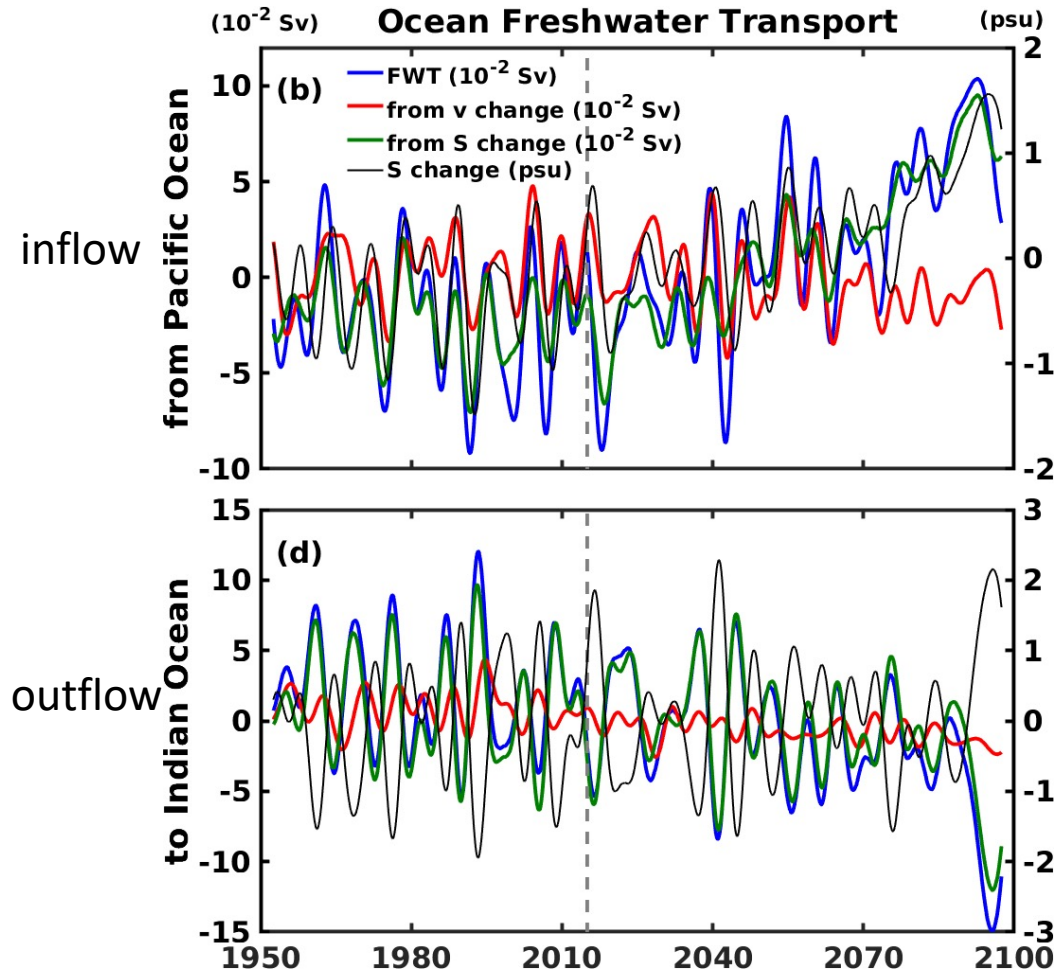 (10⁻² Sv) Ocean Freshwater Transport (psu)
(b)
FWT (10⁻² Sv)
from v change (10⁻² Sv)
from S change (10⁻² Sv)
S change (psu)
inflow
from Pacific Ocean
10
5
0
-5
-10
2
1
0
-1
-2
(d)
outflow
to Indian Ocean
15
10
5
0
-5
-10
-15
3
2
1
0
-1
-2
-3
1950 1980 2010 2040 2070 2100